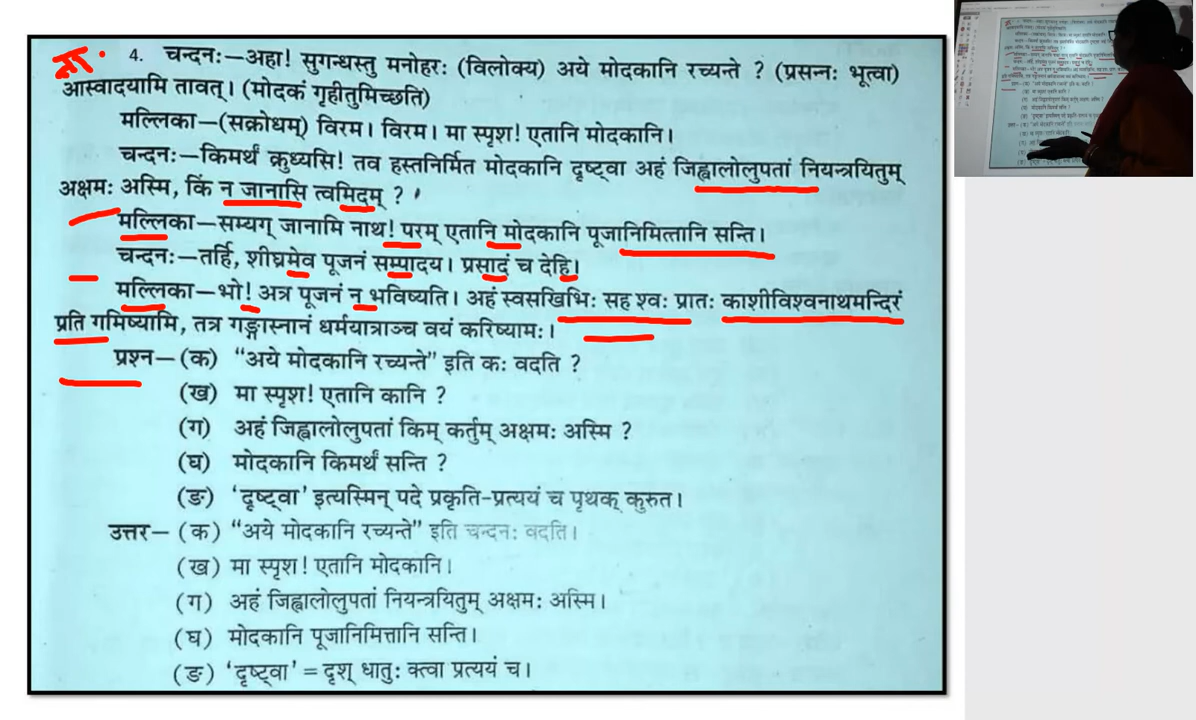 4. चन्दनः—अहा! सुगन्धस्तु मनोहरः (विलोक्य) अये मोदकानि रच्यन्ते ? (प्रसन्नः भूत्वा)
आस्वादयामि तावत्। (मोदकं गृहीतुमिच्छति)
मल्लिका—(सक्रोधम्) विरम। विरम। मा स्पृश! एतानि मोदकानि।
चन्दनः—किमर्थं क्रुध्यसि! तव हस्तनिर्मित मोदकानि दृष्ट्वा अहं जिह्वालोलुपतां नियन्त्रयितुम्
अक्षमः अस्मि, किं न जानासि त्वमिदम् ?
मल्लिका—सम्यग् जानामि नाथ! परम् एतानि मोदकानि पूजानिमित्तानि सन्ति।
चन्दनः—तर्हि, शीघ्रमेव पूजनं सम्पादय। प्रसादं च देहि।
मल्लिका—भो! अत्र पूजनं न भविष्यति। अहं स्वसखिभिः सह श्वः प्रातः काशीविश्वनाथमन्दिरं
प्रति गमिष्यामि, तत्र गङ्गास्नानं धर्मयात्राञ्च वयं करिष्यामः।
प्रश्न—(क) “अये मोदकानि रच्यन्ते” इति कः वदति ?
(ख) मा स्पृश! एतानि कानि ?
(ग) अहं जिह्वालोलुपतां किम् कर्तुम् अक्षमः अस्मि ?
(घ) मोदकानि किमर्थं सन्ति ?
(ङ) ‘दृष्ट्वा’ इत्यस्मिन् पदे प्रकृति-प्रत्ययं च पृथक् कुरुत।
उत्तर—(क) “अये मोदकानि रच्यन्ते” इति चन्दनः वदति।
(ख) मा स्पृश! एतानि मोदकानि।
(ग) अहं जिह्वालोलुपतां नियन्त्रयितुम् अक्षमः अस्मि।
(घ) मोदकानि पूजानिमित्तानि सन्ति।
(ङ) ‘दृष्ट्वा’ = दृश् धातुः क्त्वा प्रत्ययं च।